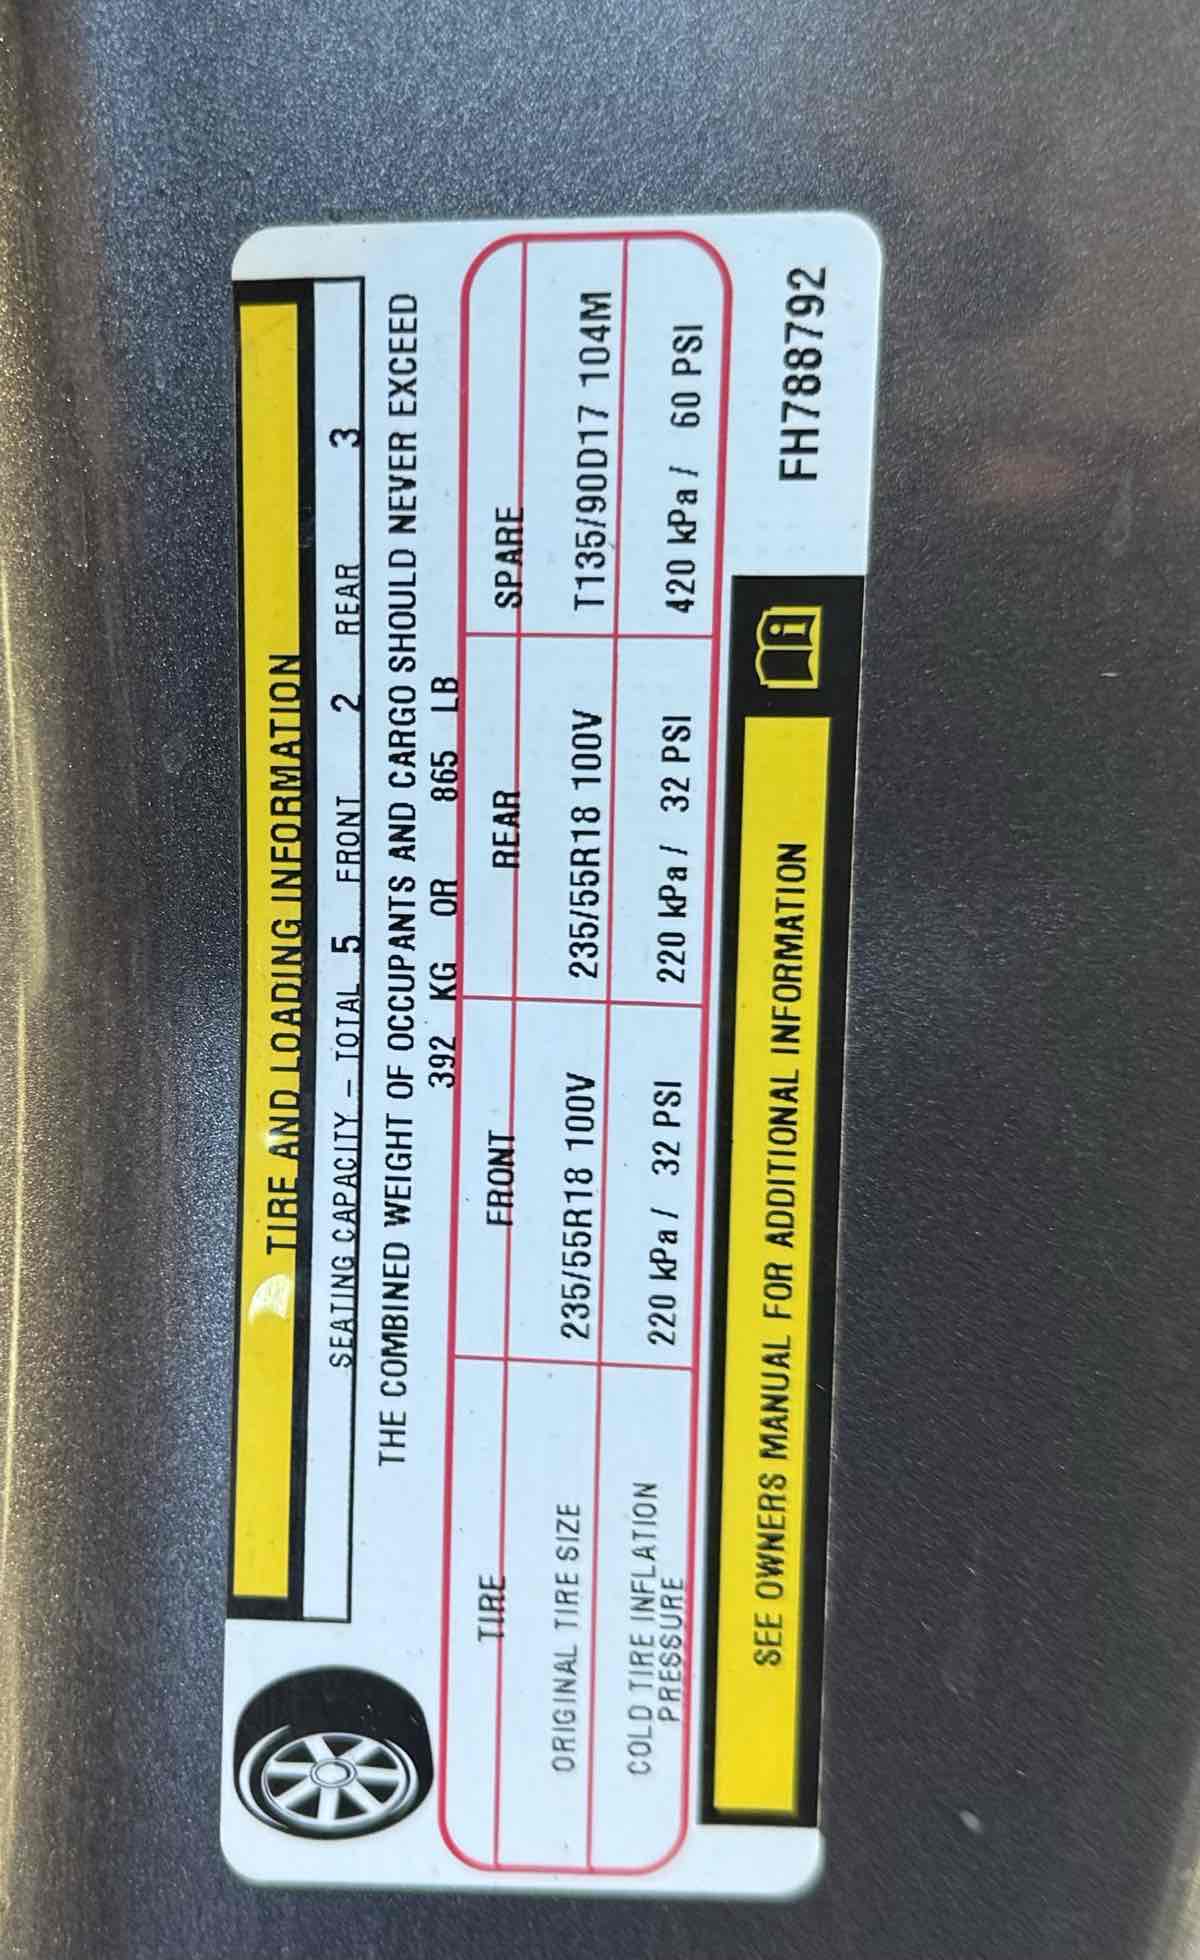 TIRE AND LOADING INFORMATION
SEATING CAPACITY – TOTAL 5 FRONT 2 REAR 3
THE COMBINED WEIGHT OF OCCUPANTS AND CARGO SHOULD NEVER EXCEED
392 KG OR 865 LB
TIRE FRONT REAR SPARE
ORIGINAL TIRE SIZE 235/55R18 100V 235/55R18 100V T135/90D17 104M
COLD TIRE INFLATION
PRESSURE 220 kPa / 32 PSI 220 kPa / 32 PSI 420 kPa / 60 PSI
SEE OWNERS MANUAL FOR ADDITIONAL INFORMATION
FH788792